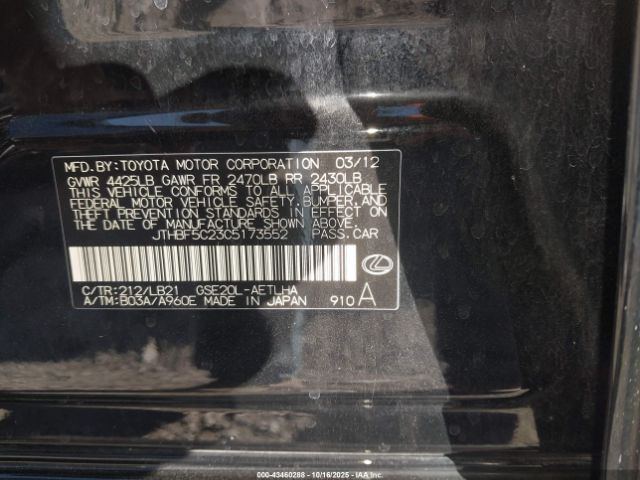 MFD.BY:TOYOTA MOTOR CORPORATION 03/12
GVWR 4425LB GAWR FR 2470LB RR 2430LB
THIS VEHICLE CONFORMS TO ALL APPLICABLE
FEDERAL MOTOR VEHICLE SAFETY, BUMPER, AND
THEFT PREVENTION STANDARDS IN EFFECT ON
THE DATE OF MANUFACTURE SHOWN ABOVE.
JTHBF5C23C5173552 PASS.CAR
C/TR:212/LB21 GSE20L-AETLHA
A/TM:B03A/A960E MADE IN JAPAN 910 A
000-43460288 - 10/16/2025 - IAAI.COM